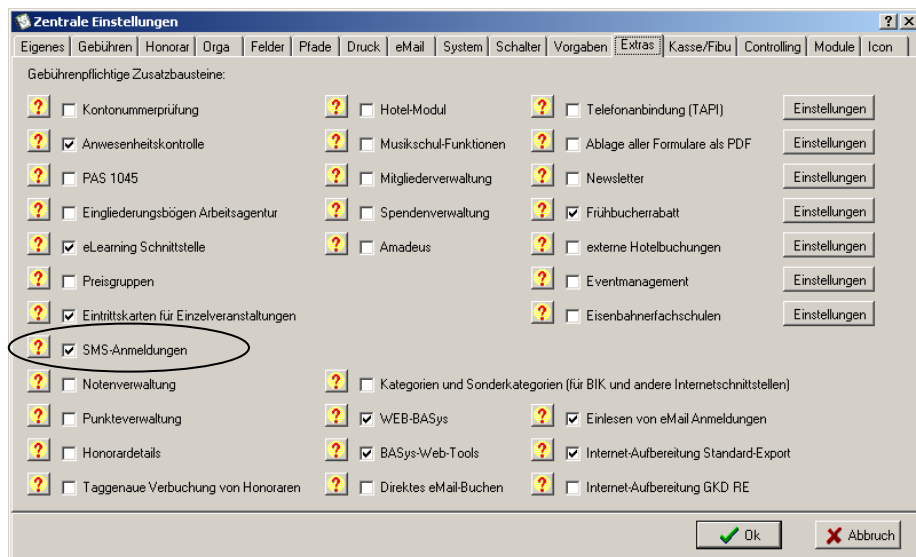 Zentrale Einstellungen
Eigenes Gebühren Honorar Orga Felder Pfade Druck eMail System Schalter Vorgaben Extras Kasse/Fibu Controlling Module Icon
Gebührenpflichtige Zusatzbausteine:
? Kontonummerprüfung ? Hotel-Modul ? Telefonanbindung (TAPI) Einstellungen
? Anwesenheitskontrolle ? Musikschul-Funktionen ? Ablage aller Formulare als PDF Einstellungen
? PAS 1045 ? Mitgliederverwaltung ? Newsletter Einstellungen
? Eingliederungsbögen Arbeitsagentur ? Spendenverwaltung ? Frühbucherrabatt Einstellungen
? eLearning Schnittstelle ? Amadeus ? externe Hotelbuchungen Einstellungen
? Preisgruppen ? Eventmanagement Einstellungen
? Eintrittskarten für Einzelveranstaltungen ? Eisenbahnerfachschulen Einstellungen
? SMS-Anmeldungen
? Notenverwaltung ? Kategorien und Sonderkategorien (für BIK und andere Internetschnittstellen)
? Punkteverwaltung ? WEB-BASys ? Einlesen von eMail Anmeldungen
? Honorardetails ? BASys-Web-Tools ? Internet-Aufbereitung Standard-Export
? Taggenaue Verbuchung von Honoraren ? Direktes eMail-Buchen ? Internet-Aufbereitung GKD RE
Ok Abbruch